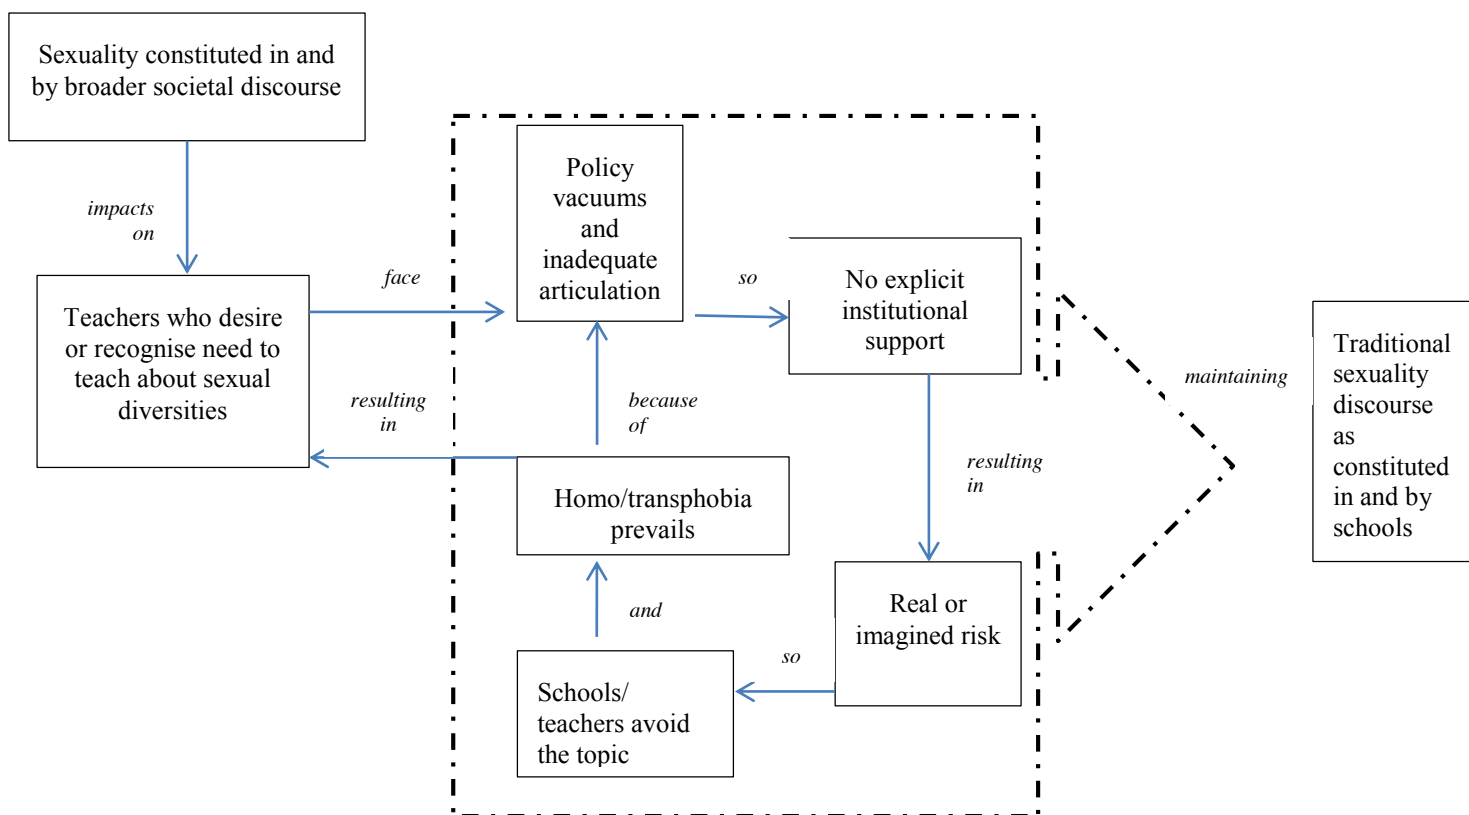 Sexuality constituted in and
by broader societal discourse
impacts
on
Teachers who desire
or recognise need to
teach about sexual
diversities
face
Policy
vacuums
and
inadequate
articulation
so
No explicit
institutional
support
resulting
in
Real or
imagined risk
so
Schools/
teachers avoid
the topic
and
Homo/transphobia
prevails
because
of
resulting
in
maintaining
Traditional
sexuality
discourse
as
constituted
in and by
schools